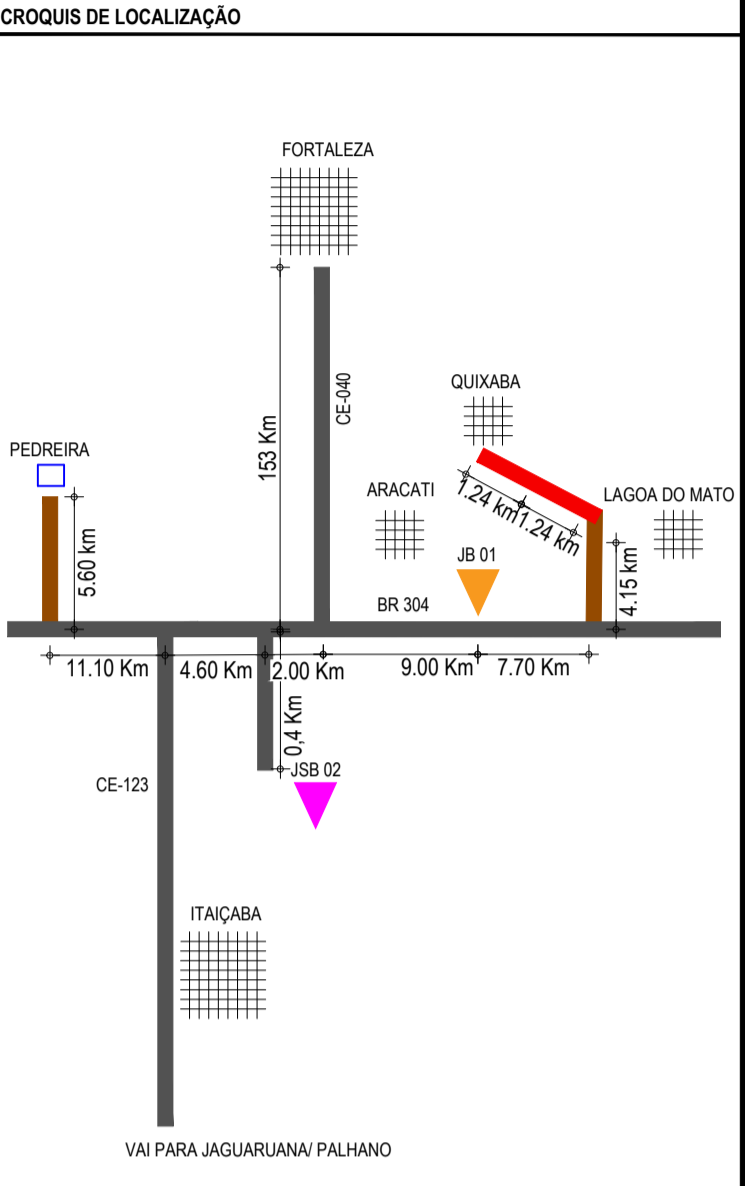 CROQUIS DE LOCALIZAÇÃO
FORTALEZA
CE-040
153 Km
QUIXABA
PEDREIRA
ARACATI
1.24 km
1.24 km
LAGOA DO MATO
5.60 km
JB 01
4.15 km
BR 304
11.10 Km
4.60 Km
2.00 Km
9.00 Km
7.70 Km
0,4 Km
JSB 02
CE-123
ITAIÇABA
VAI PARA JAGUARUANA/ PALHANO